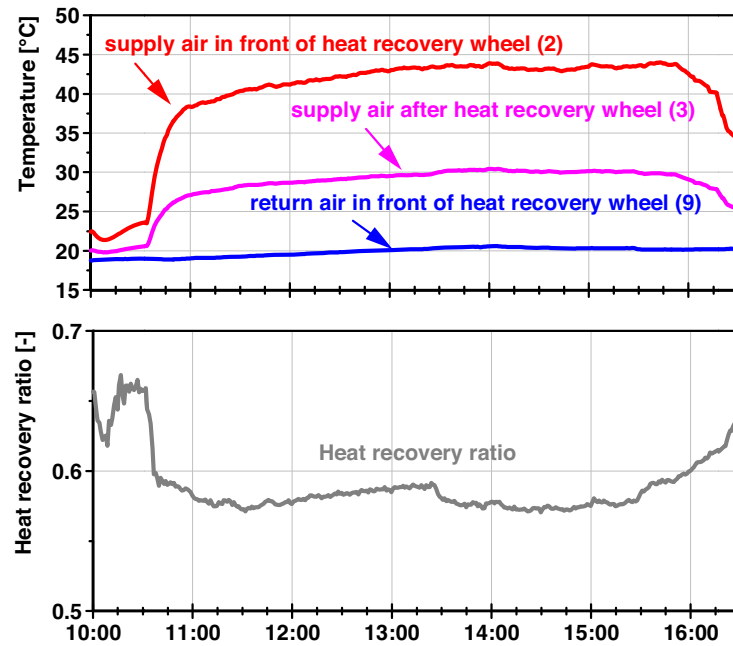 50
45
40
35
30
25
20
15
Temperature [°C]
supply air in front of heat recovery wheel (2)
supply air after heat recovery wheel (3)
return air in front of heat recovery wheel (9)
0.7
0.6
0.5
Heat recovery ratio [-]
Heat recovery ratio
10:00 11:00 12:00 13:00 14:00 15:00 16:00